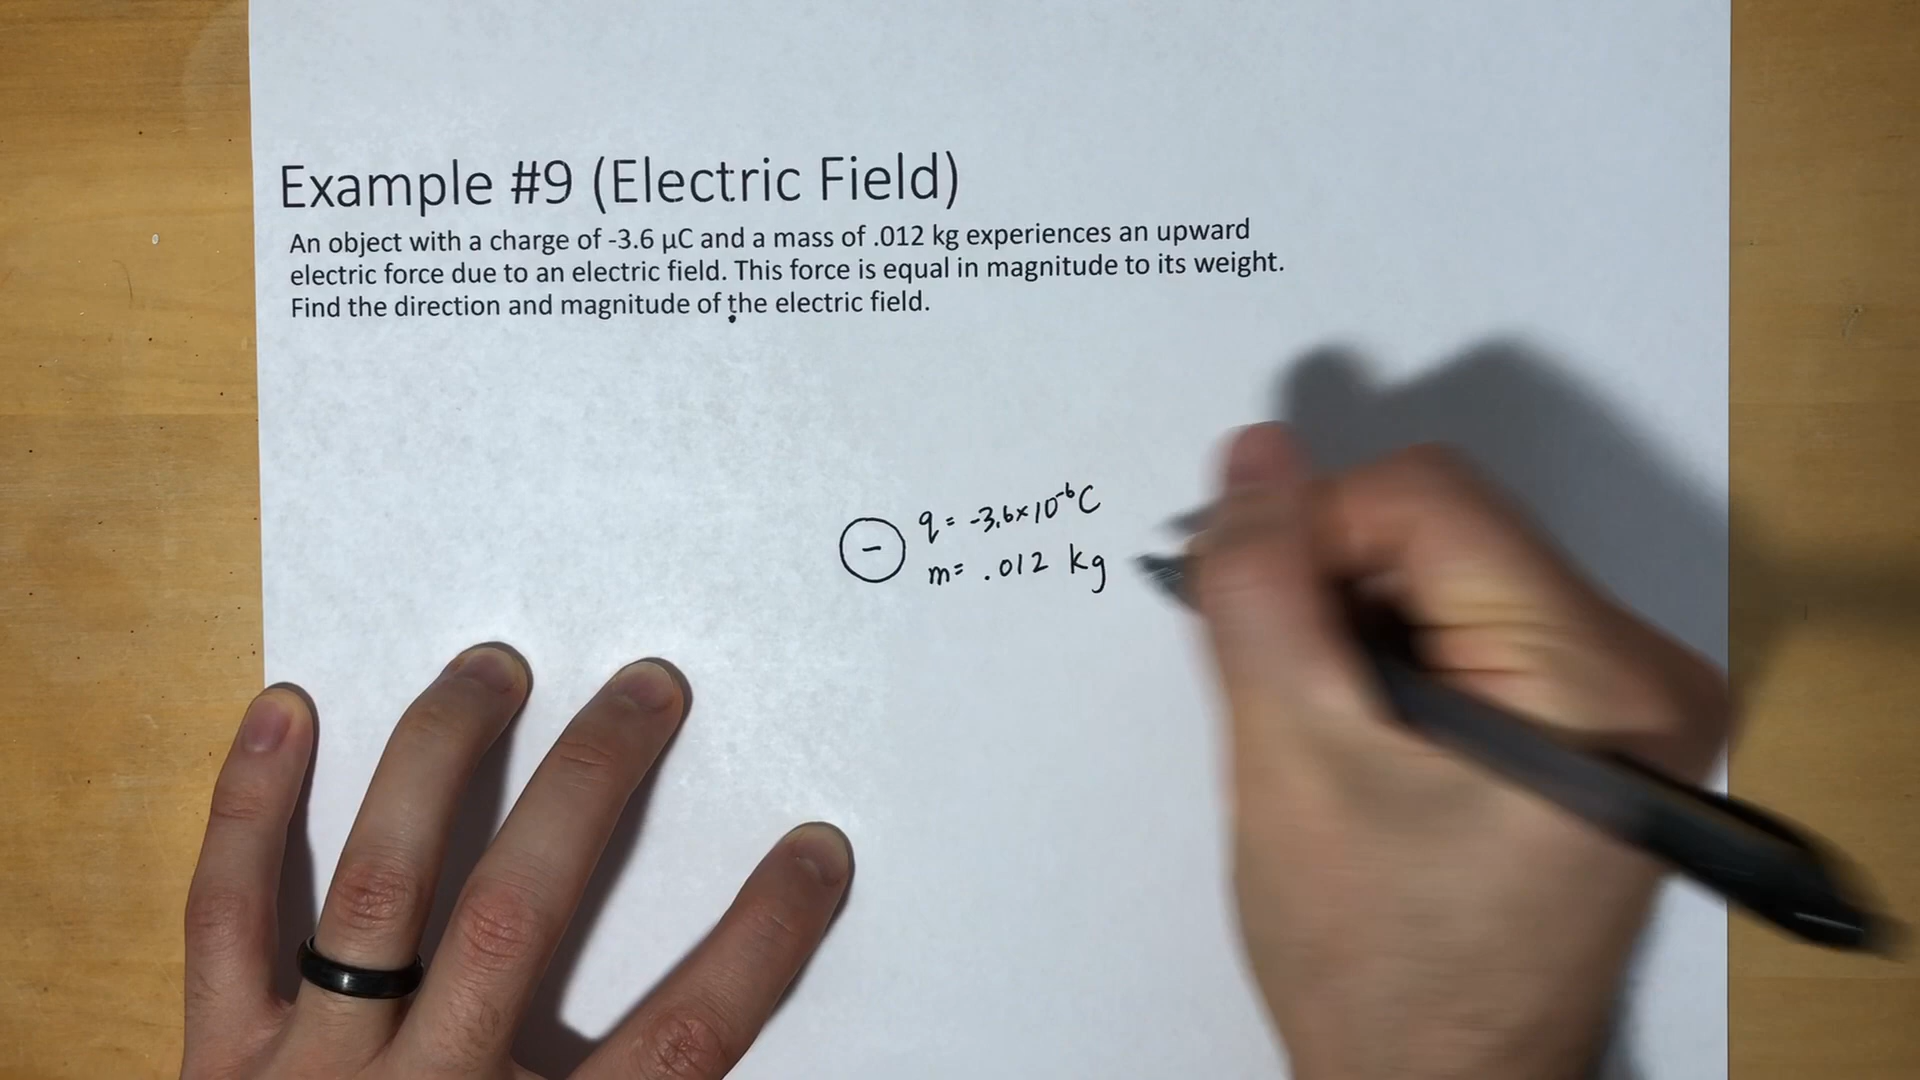 Example #9 (Electric Field)
An object with a charge of -3.6 μC and a mass of .012 kg experiences an upward
electric force due to an electric field. This force is equal in magnitude to its weight.
Find the direction and magnitude of the electric field.
q = -3.6×10⁻⁶C
− m= .012 kg